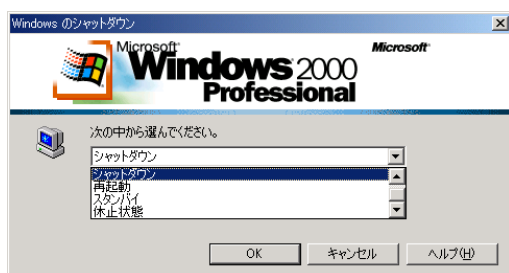 Windows のシャットダウン
Microsoft
Microsoft
Windows 2000
Professional
次の中から選んでください。
シャットダウン
シャットダウン
再起動
スタンバイ
休止状態
OK キャンセル ヘルプ(H)